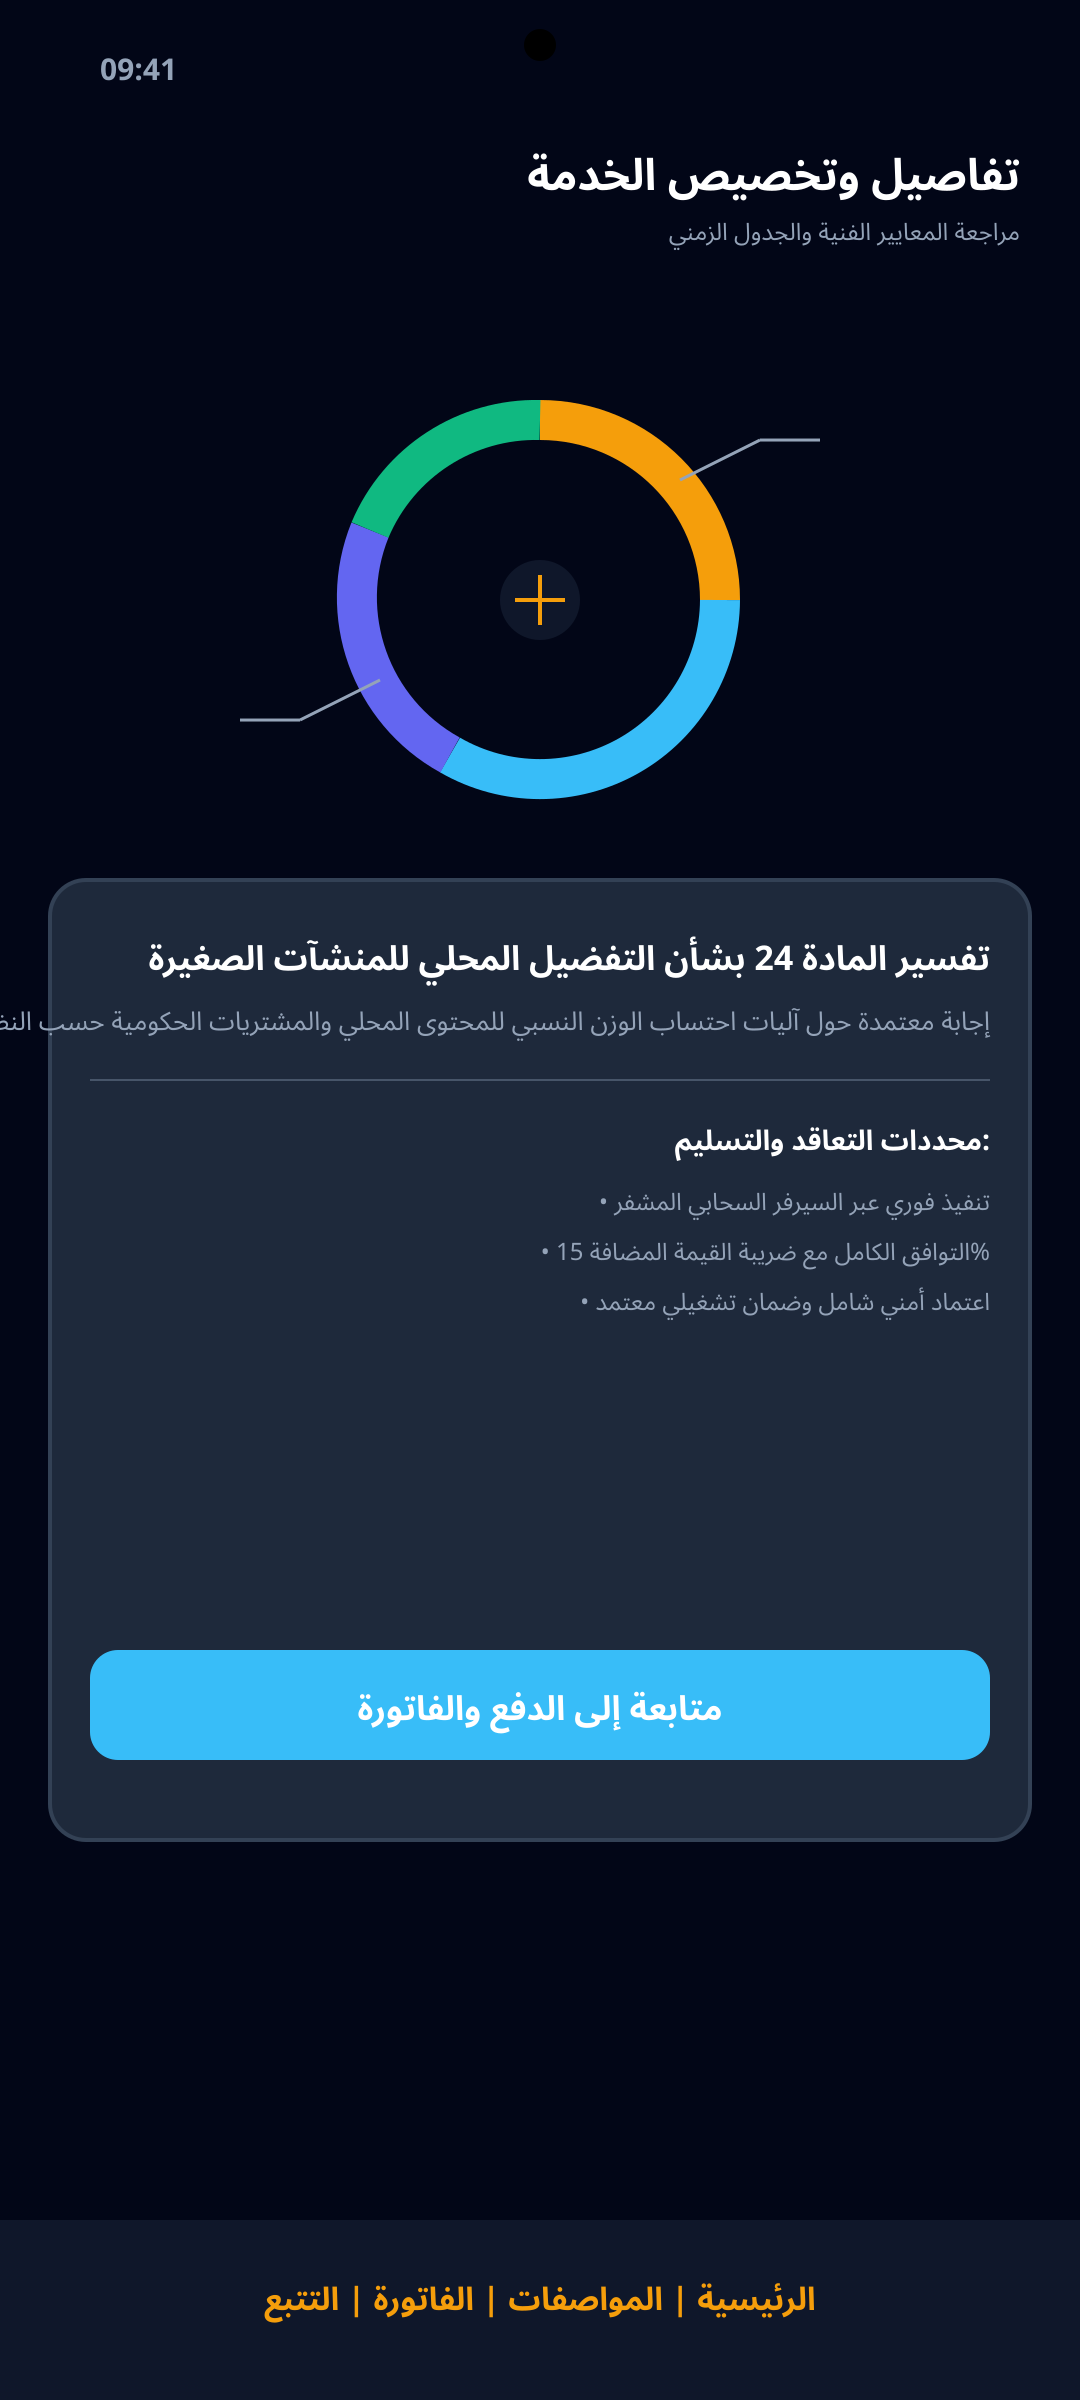 09:41
تفاصيل وتخصيص الخدمة
مراجعة المعايير الفنية والجدول الزمني
تفسير المادة 24 بشأن التفضيل المحلي للمنشآت الصغيرة
إجابة معتمدة حول آليات احتساب الوزن النسبي للمحتوى المحلي والمشتريات الحكومية حسب
محددات التعاقد والتسليم:
• تنفيذ فوري عبر السيرفر السحابي المشفر
• التوافق الكامل مع ضريبة القيمة المضافة 15%
• اعتماد أمني شامل وضمان تشغيلي معتمد
متابعة إلى الدفع والفاتورة
الرئيسية | المواصفات | الفاتورة | التتبع